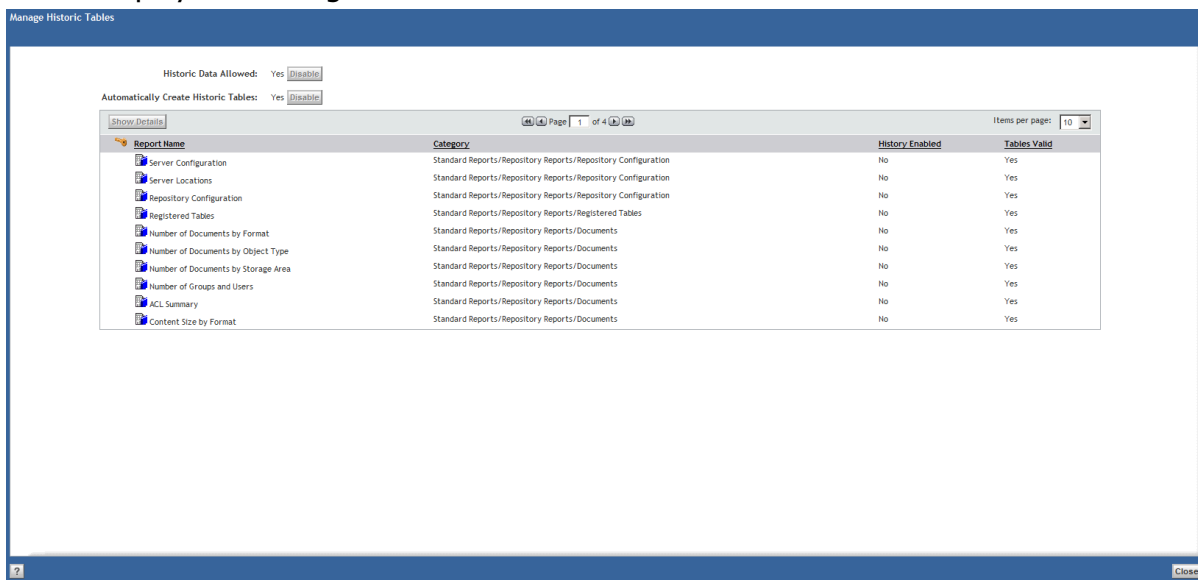 Manage Historic Tables
Historic Data Allowed: Yes Disable
Automatically Create Historic Tables: Yes Disable
Show Details Page 1 of 4 Items per page: 10
Report Name Category History Enabled Tables Valid
Server Configuration Standard Reports/Repository Reports/Repository Configuration No Yes
Server Locations Standard Reports/Repository Reports/Repository Configuration No Yes
Repository Configuration Standard Reports/Repository Reports/Repository Configuration No Yes
Registered Tables Standard Reports/Repository Reports/Registered Tables No Yes
Number of Documents by Format Standard Reports/Repository Reports/Documents No Yes
Number of Documents by Object Type Standard Reports/Repository Reports/Documents No Yes
Number of Documents by Storage Area Standard Reports/Repository Reports/Documents No Yes
Number of Groups and Users Standard Reports/Repository Reports/Documents No Yes
ACL Summary Standard Reports/Repository Reports/Documents No Yes
Content Size by Format Standard Reports/Repository Reports/Documents No Yes
? Close